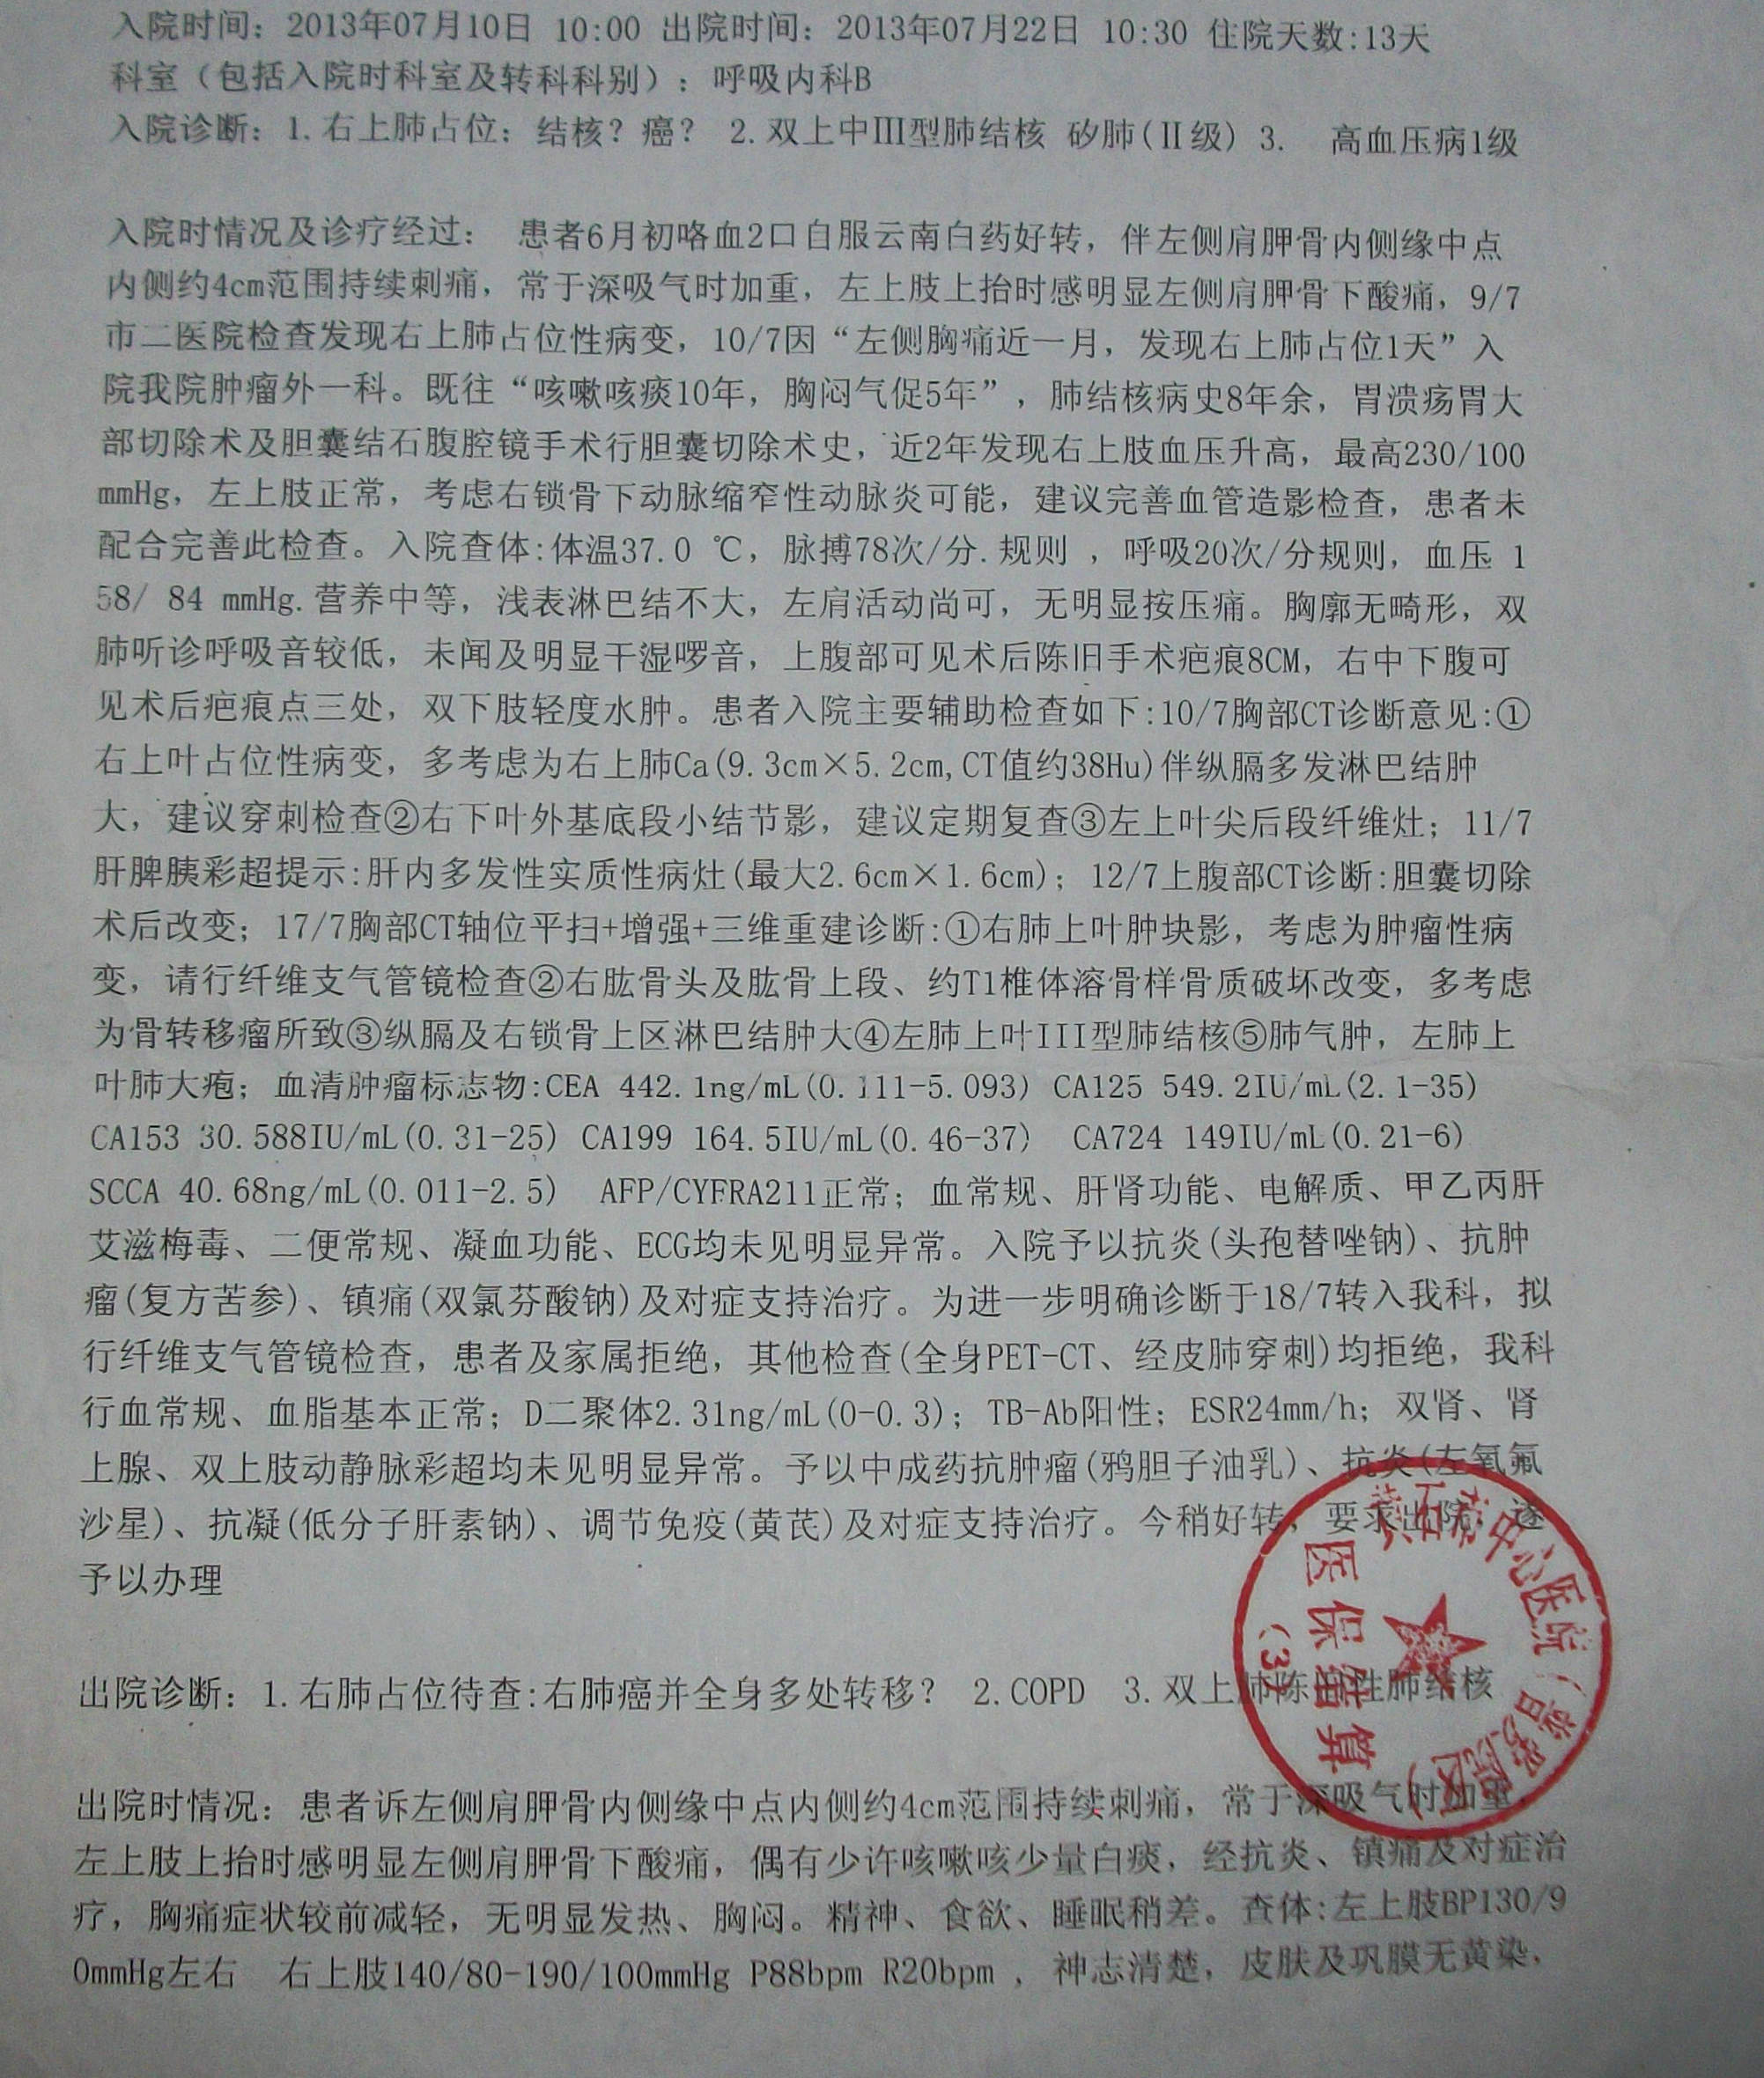 入院时间：2013年07月10日 10:00 出院时间：2013年07月22日 10:30 住院天数:13天
科室（包括入院时科室及转科科别）：呼吸内科B
入院诊断：1.右上肺占位：结核？癌？ 2.双上中III型肺结核 矽肺(II级) 3. 高血压病1级
入院时情况及诊疗经过： 患者6月初咯血2口自服云南白药好转，伴左侧肩胛骨内侧缘中点
内侧约4cm范围持续刺痛，常于深吸气时加重，左上肢上抬时感明显左侧肩胛骨下酸痛，9/7
市二医院检查发现右上肺占位性病变，10/7因“左侧胸痛近一月，发现右上肺占位1天”入
院我院肿瘤外一科。既往“咳嗽咳痰10年，胸闷气促5年”，肺结核病史8年余，胃溃疡胃大
部切除术及胆囊结石腹腔镜手术行胆囊切除术史，近2年发现右上肢血压升高，最高230/100
mmHg，左上肢正常，考虑右锁骨下动脉缩窄性动脉炎可能，建议完善血管造影检查，患者未
配合完善此检查。入院查体:体温37.0 ℃，脉搏78次/分.规则 ，呼吸20次/分规则，血压 1
58/ 84 mmHg.营养中等，浅表淋巴结不大，左肩活动尚可，无明显按压痛。胸廓无畸形，双
肺听诊呼吸音较低，未闻及明显干湿啰音，上腹部可见术后陈旧手术疤痕8CM，右中下腹可
见术后疤痕点三处，双下肢轻度水肿。患者入院主要辅助检查如下:10/7胸部CT诊断意见:①
右上叶占位性病变，多考虑为右上肺Ca(9.3cm×5.2cm,CT值约38Hu)伴纵膈多发淋巴结肿
大，建议穿刺检查②右下叶外基底段小结节影，建议定期复查③左上叶尖后段纤维灶；11/7
肝脾胰彩超提示:肝内多发性实质性病灶(最大2.6cm×1.6cm)；12/7上腹部CT诊断:胆囊切除
术后改变；17/7胸部CT轴位平扫+增强+三维重建诊断:①右肺上叶肿块影，考虑为肿瘤性病
变，请行纤维支气管镜检查②右肱骨头及肱骨上段、约T1椎体溶骨样骨质破坏改变，多考虑
为骨转移瘤所致③纵膈及右锁骨上区淋巴结肿大④左肺上叶III型肺结核⑤肺气肿，左肺上
叶肺大疱；血清肿瘤标志物:CEA 442.1ng/mL(0.111-5.093) CA125 549.2IU/mL(2.1-35)
CA153 30.588IU/mL(0.31-25) CA199 164.5IU/mL(0.46-37) CA724 149IU/mL(0.21-6)
SCCA 40.68ng/mL(0.011-2.5) AFP/CYFRA211正常；血常规、肝肾功能、电解质、甲乙丙肝
艾滋梅毒、二便常规、凝血功能、ECG均未见明显异常。入院予以抗炎(头孢替唑钠)、抗肿
瘤(复方苦参)、镇痛(双氯芬酸钠)及对症支持治疗。为进一步明确诊断于18/7转入我科，拟
行纤维支气管镜检查，患者及家属拒绝，其他检查(全身PET-CT、经皮肺穿刺)均拒绝，我科
行血常规、血脂基本正常；D二聚体2.31ng/mL(0-0.3)；TB-Ab阳性；ESR24mm/h；双肾、肾
上腺、双上肢动静脉彩超均未见明显异常。予以中成药抗肿瘤(鸦胆子油乳)、抗炎(左氧氟
沙星)、抗凝(低分子肝素钠)、调节免疫(黄芪)及对症支持治疗。今稍好转，要求出院，遂
予以办理
中心医院（普爱院区）
医保结算
(3)
出院诊断：1.右肺占位待查:右肺癌并全身多处转移？ 2.COPD 3.双上肺陈旧性肺结核
出院时情况：患者诉左侧肩胛骨内侧缘中点内侧约4cm范围持续刺痛，常于深吸气时加重，
左上肢上抬时感明显左侧肩胛骨下酸痛，偶有少许咳嗽咳少量白痰，经抗炎、镇痛及对症治
疗，胸痛症状较前减轻，无明显发热、胸闷。精神、食欲、睡眠稍差。查体:左上肢BP130/9
0mmHg左右 右上肢140/80-190/100mmHg P88bpm R20bpm ，神志清楚，皮肤及巩膜无黄染，